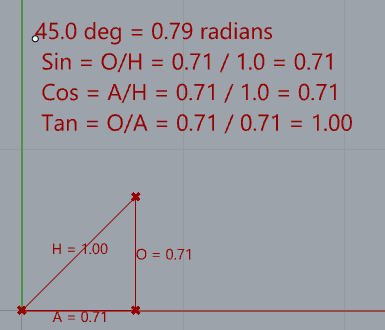 45.0 deg = 0.79 radians
Sin = O/H = 0.71 / 1.0 = 0.71
Cos = A/H = 0.71 / 1.0 = 0.71
Tan = O/A = 0.71 / 0.71 = 1.00
H = 1.00
O = 0.71
A = 0.71